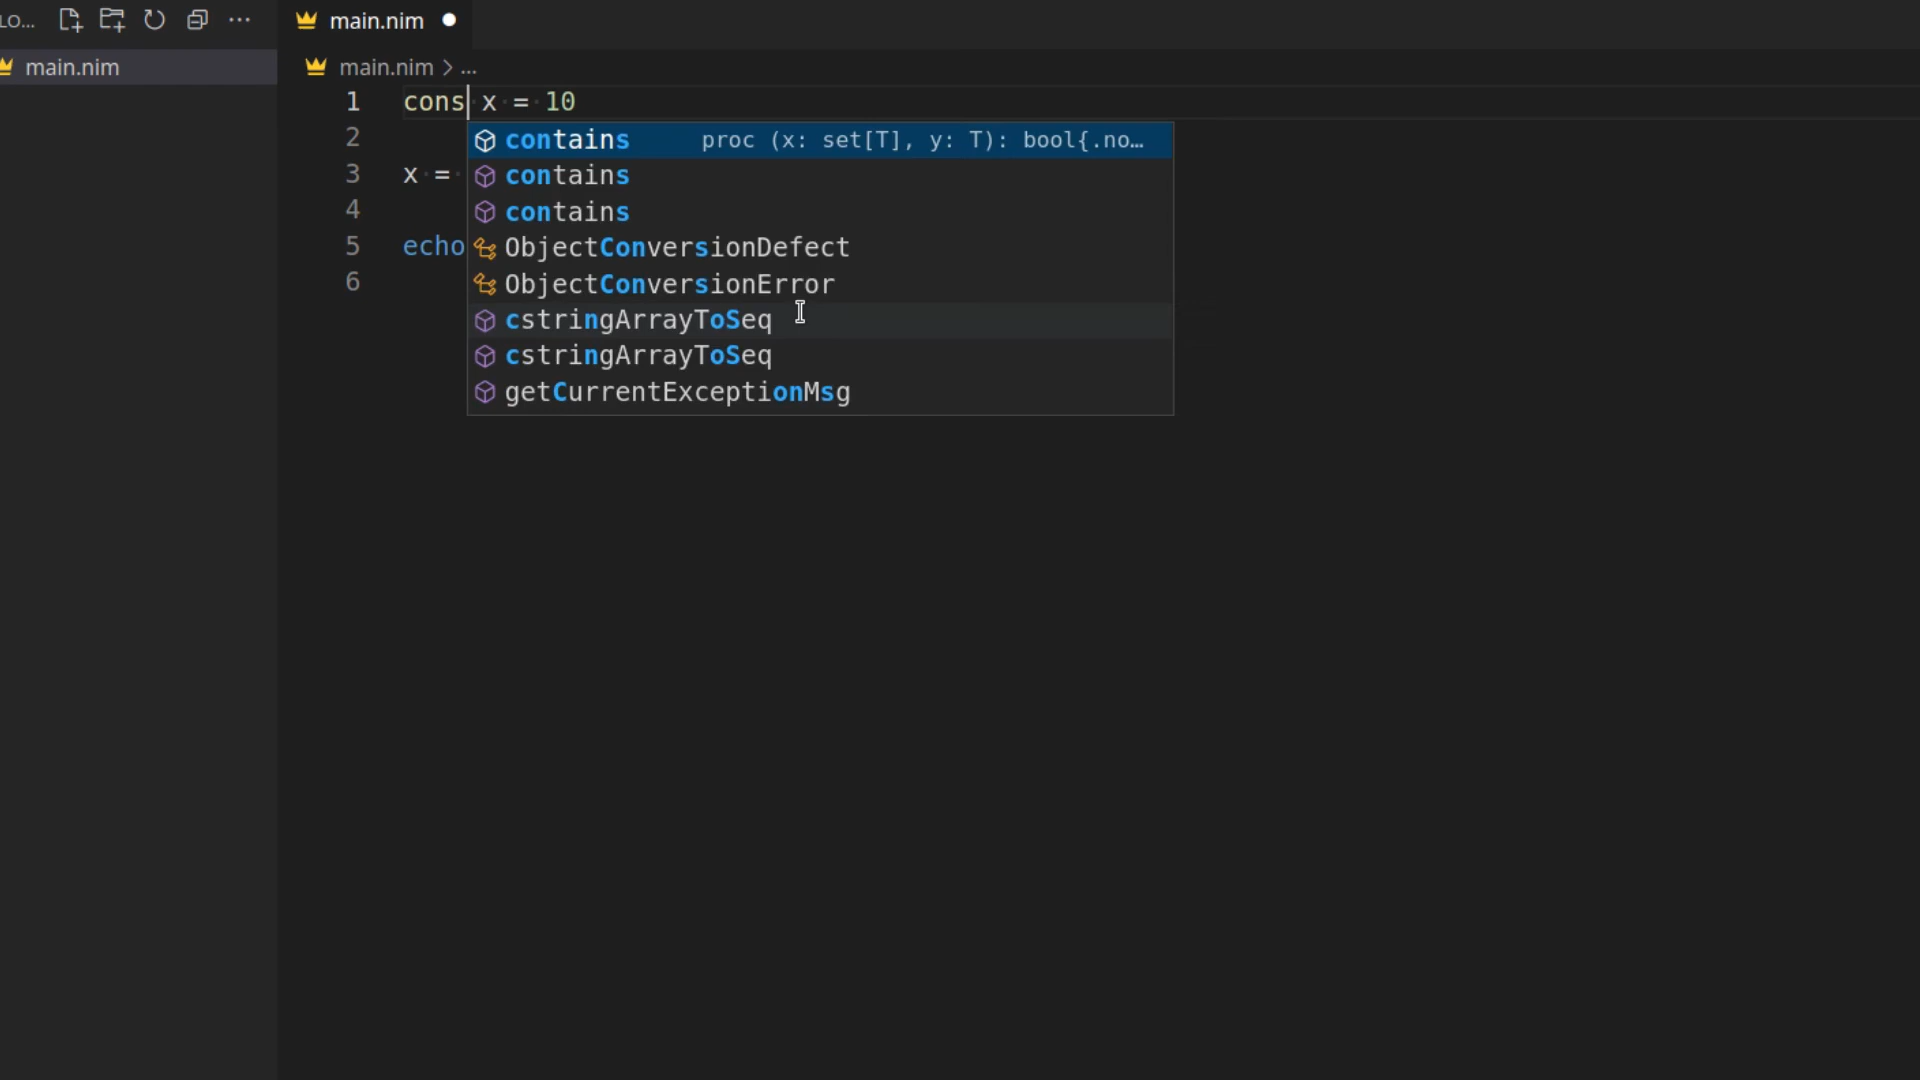 LO...
main.nim
main.nim
main.nim > ...
1 cons x = 10
2
3 x =
4
5 echo
6
contains proc (x: set[T], y: T): bool{.no…
contains
contains
ObjectConversionDefect
ObjectConversionError
cstringArrayToSeq
cstringArrayToSeq
getCurrentExceptionMsg